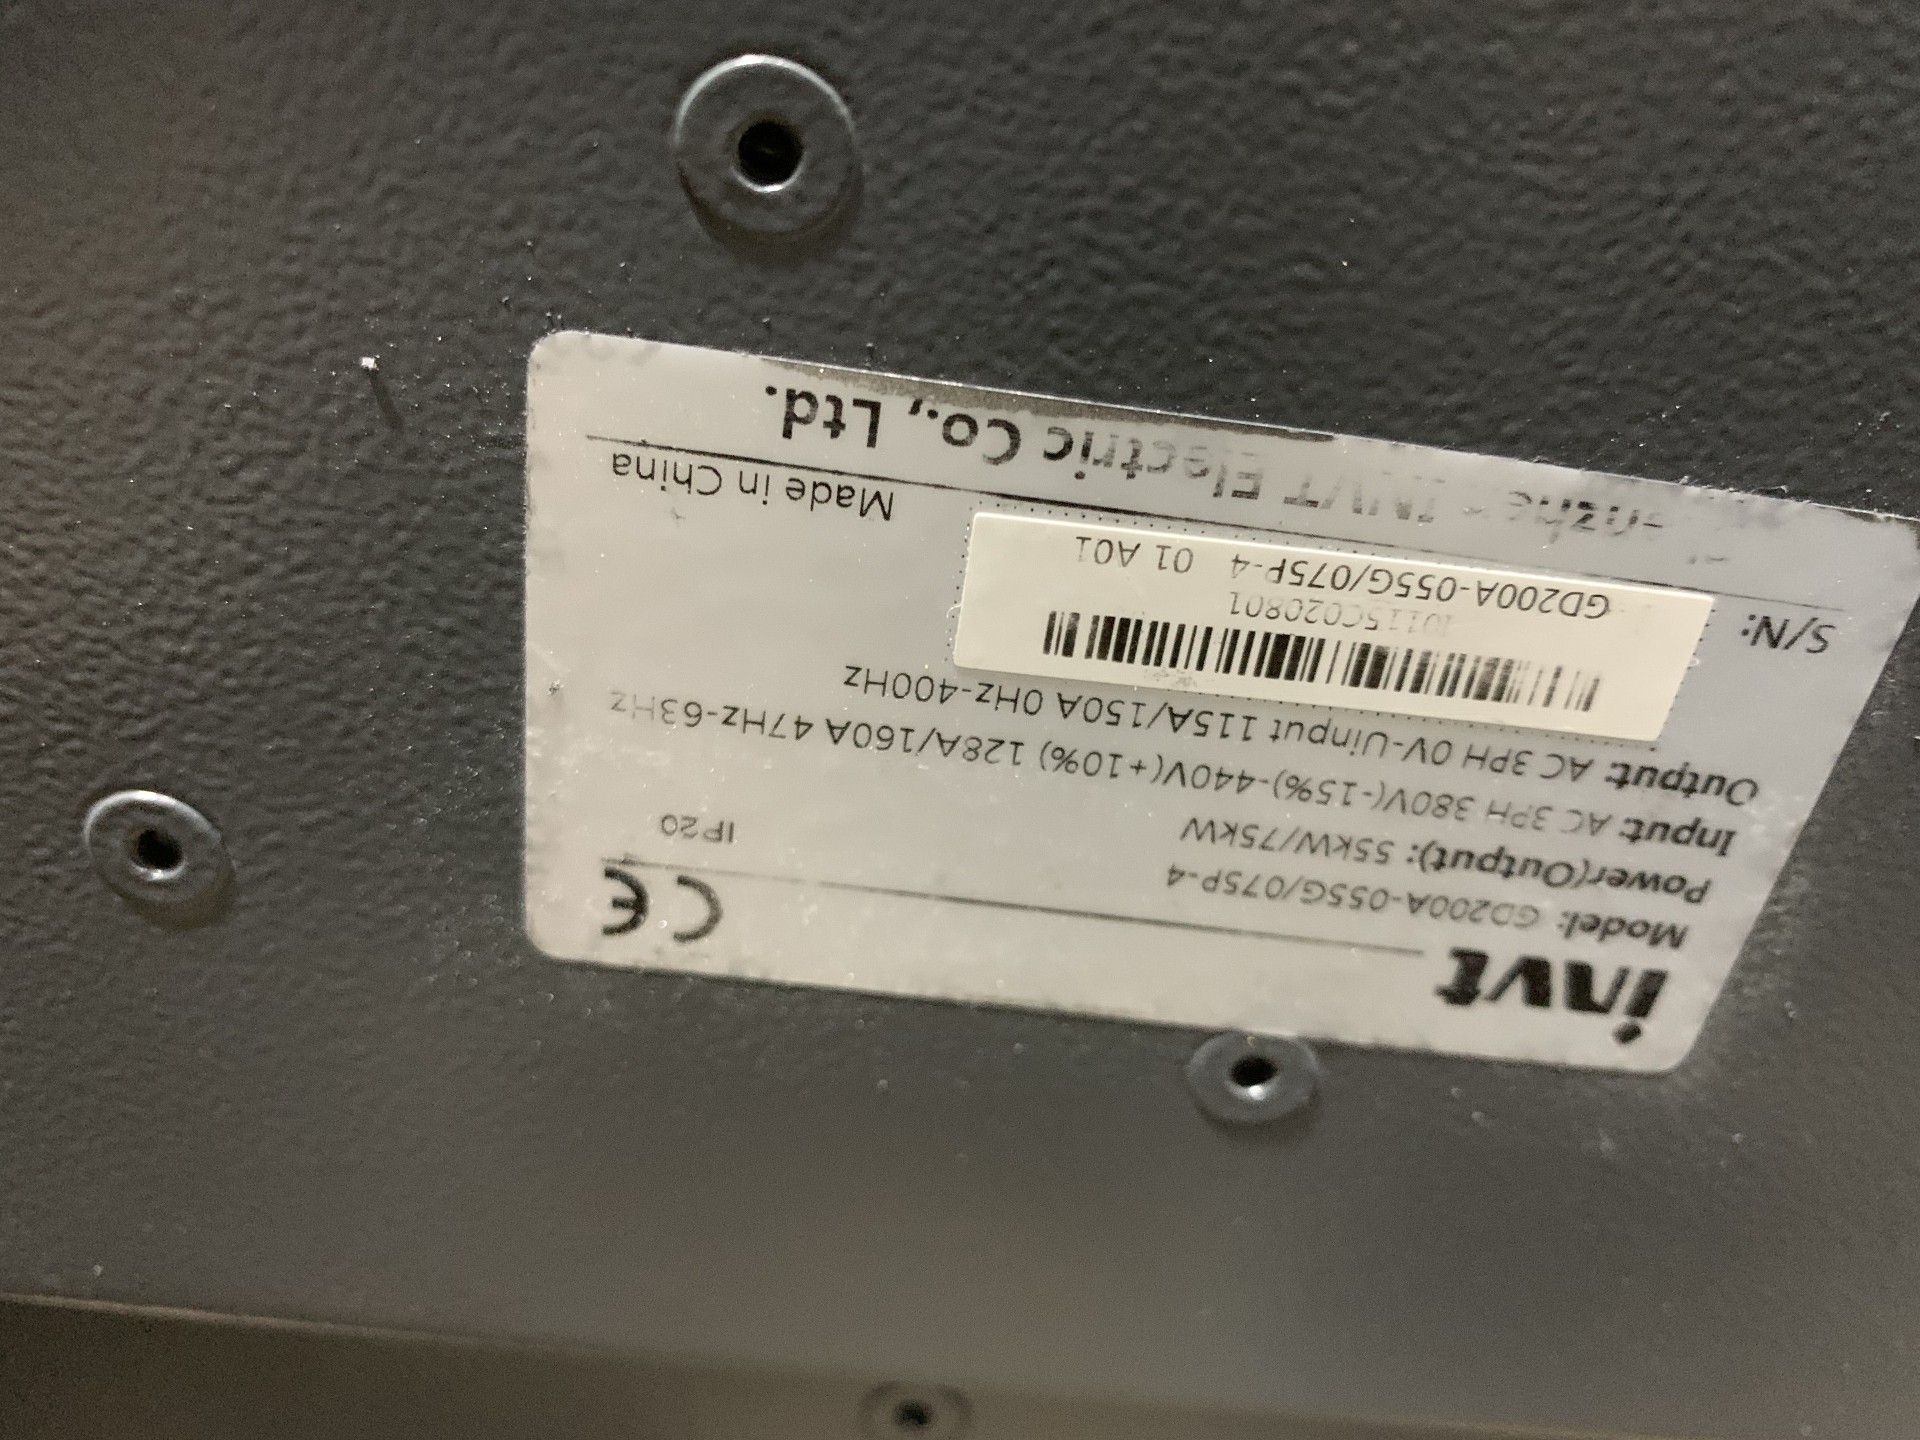 invt
CE
Model: GD200A-055G/075P-4
IP20
Power(Output): 55kW/75kW
Input: AC 3PH 380V(-15%)-440V(+10%) 128A/160A 47Hz-63Hz
Output: AC 3PH 0V-Uinput 115A/150A 0Hz-400Hz
S/N:
GD200A-055G/075P-4 01 A01
Made in China
INVT Electric Co., Ltd.